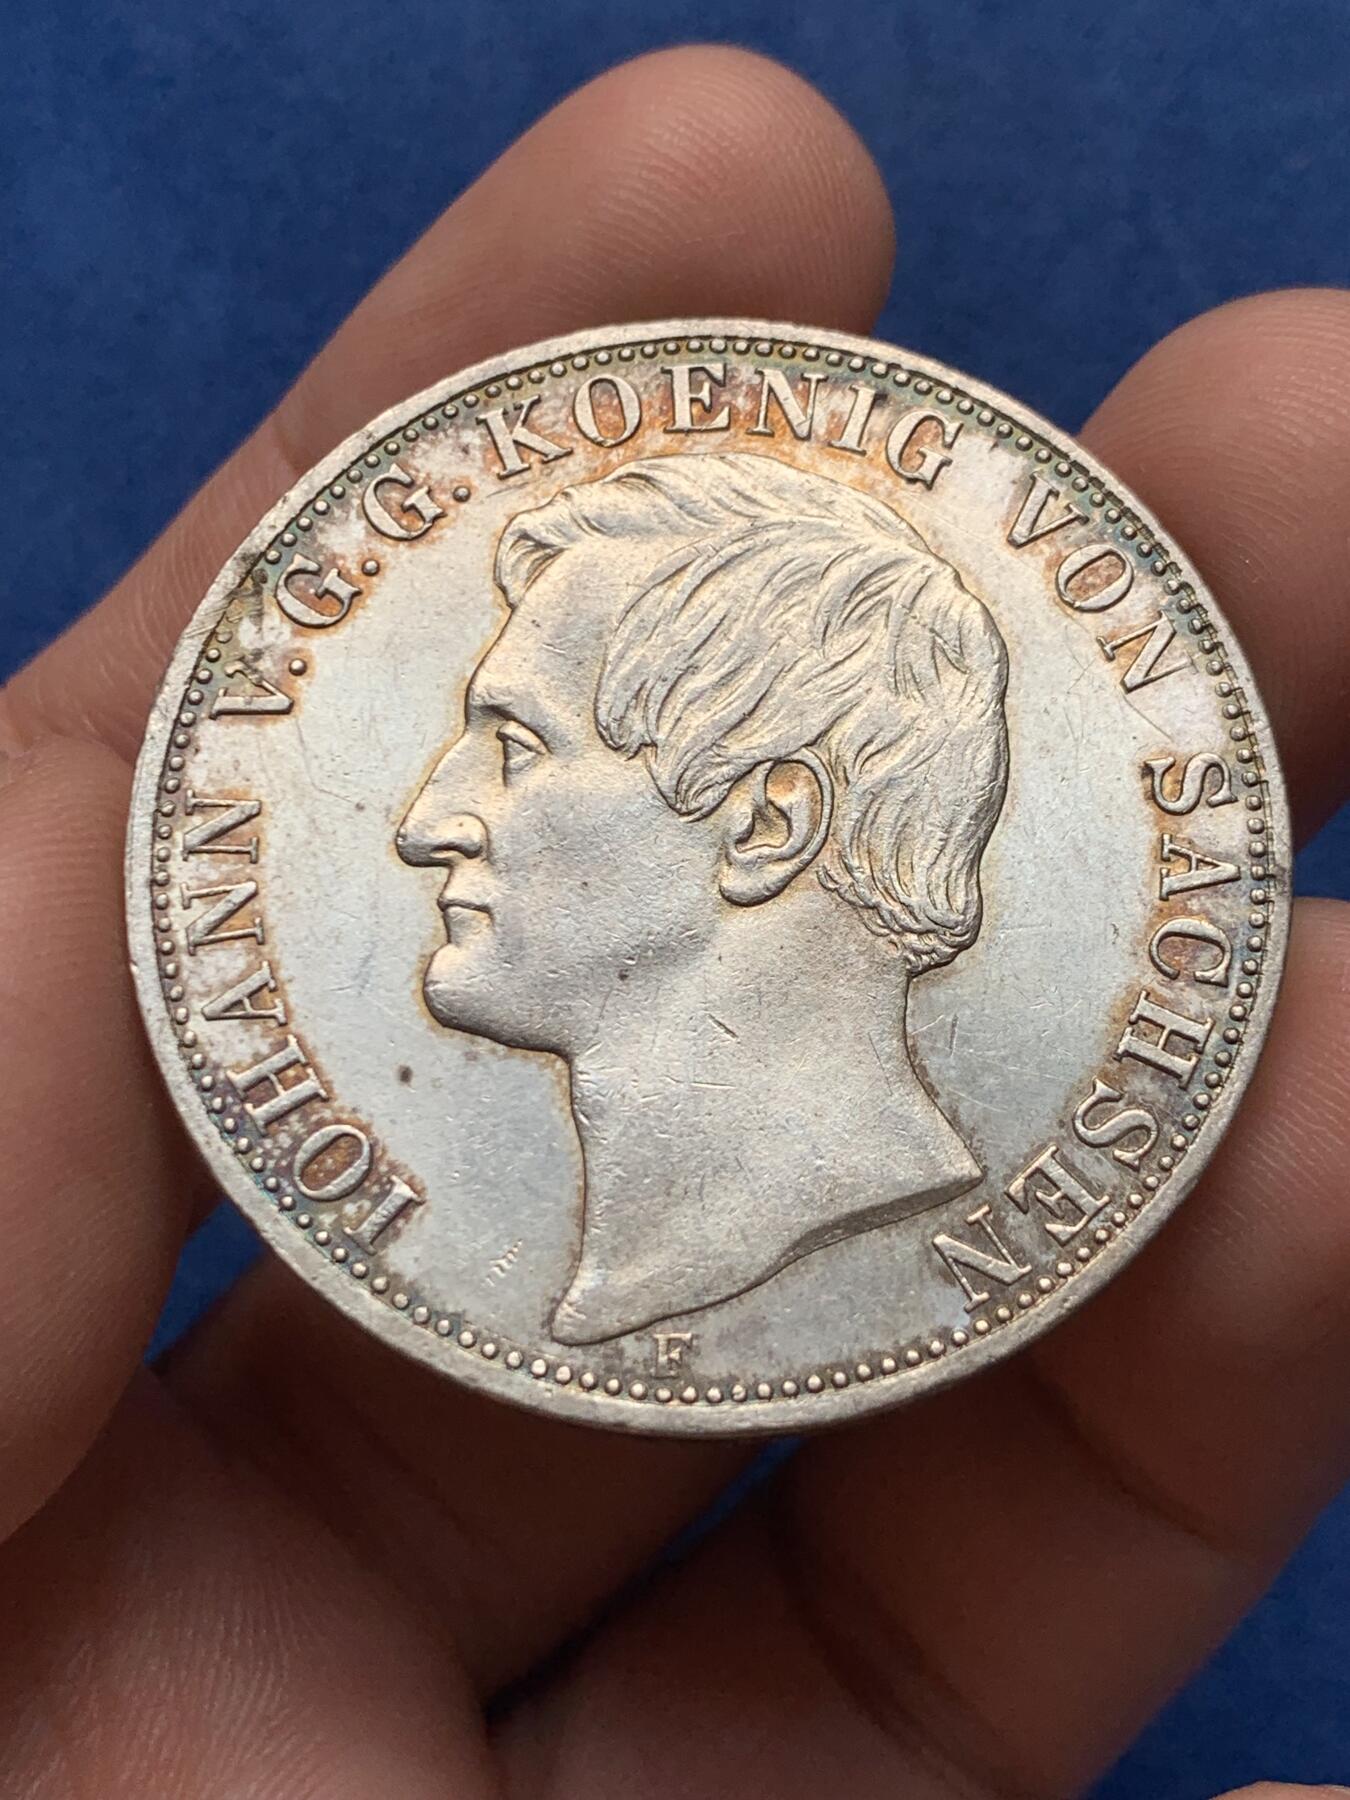 IOHANN V. G. G. KOENIG VON SACHSEN
F